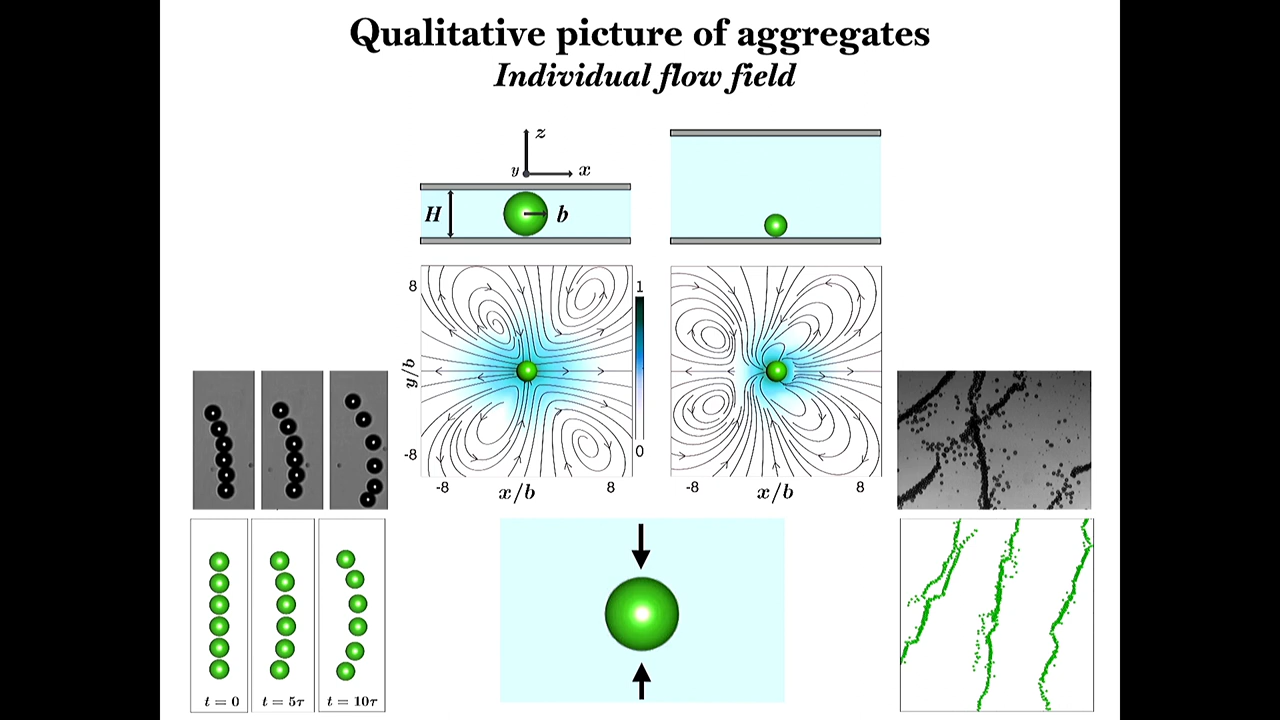 Qualitative picture of aggregates
Individual flow field
z
y
x
H
b
8
1
y/b
-8
0
-8
x/b
8
-8
x/b
8
t = 0
t = 5τ
t = 10τ